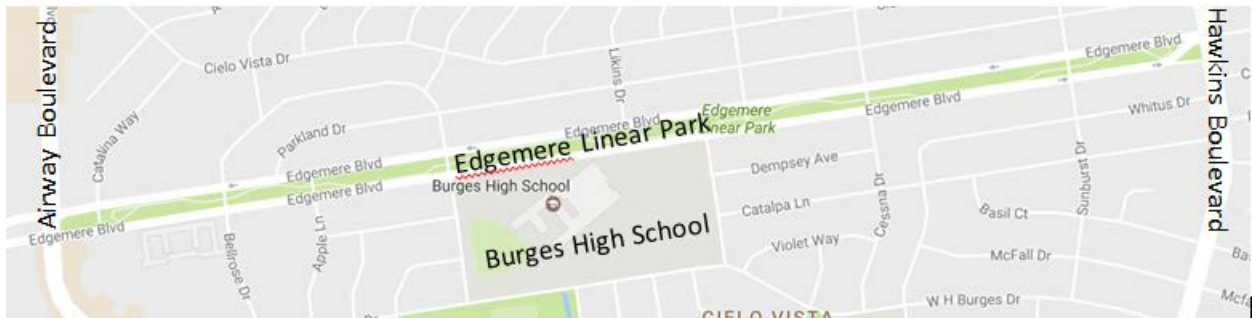 Airway Boulevard
Hawkins Boulevard
Edgemere Blvd
Cielo Vista Dr
Likins Dr
Catalina Way
Edgemere Blvd
Whitus Dr
Edgemere
Linear Park
Edgemere Blvd
Parkland Dr
Edgemere Linear Park
Edgemere Blvd
Dempsey Ave
Burges High School
Edgemere Blvd
Sunburst Dr
Cessna Dr
Catalpa Ln
Basil Ct
Edgemere Blvd
Apple Ln
Bellrose Dr
Burges High School
Violet Way
McFall Dr
Mcfa
W H Burges Dr
CIELO VISTA